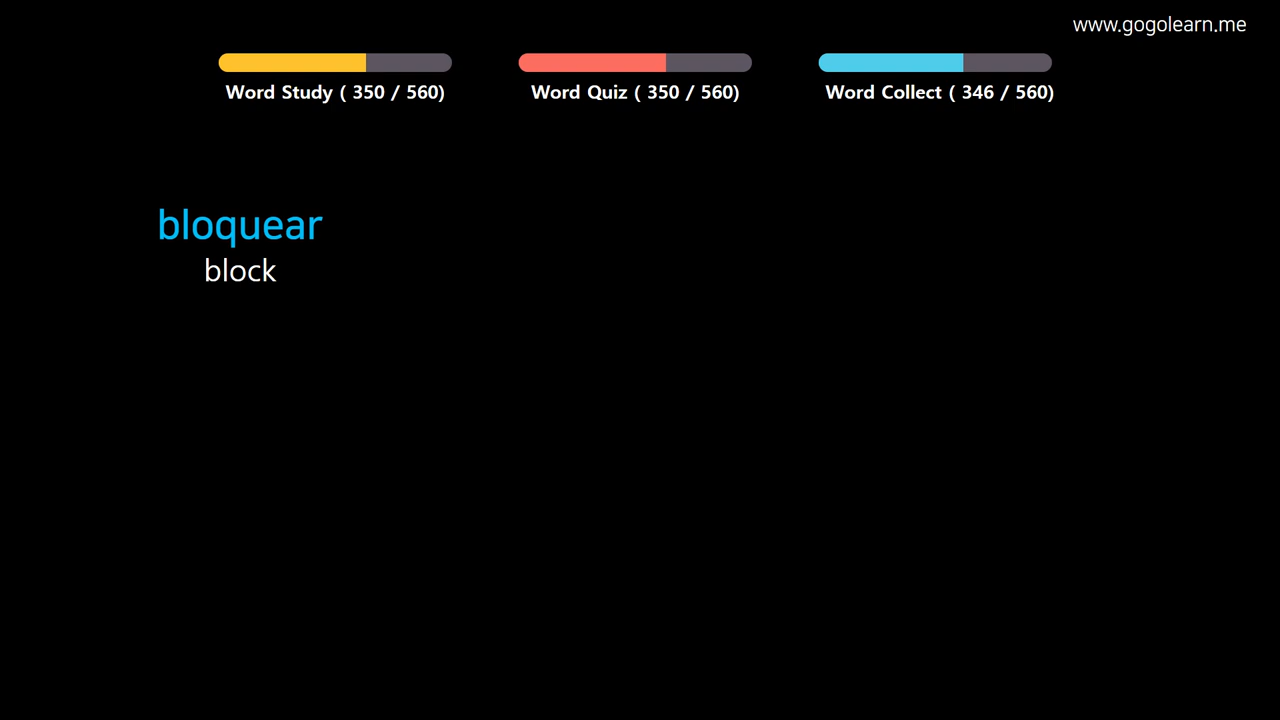 www.gogolearn.me
Word Study ( 350 / 560)
Word Quiz ( 350 / 560)
Word Collect ( 346 / 560)
bloquear
block